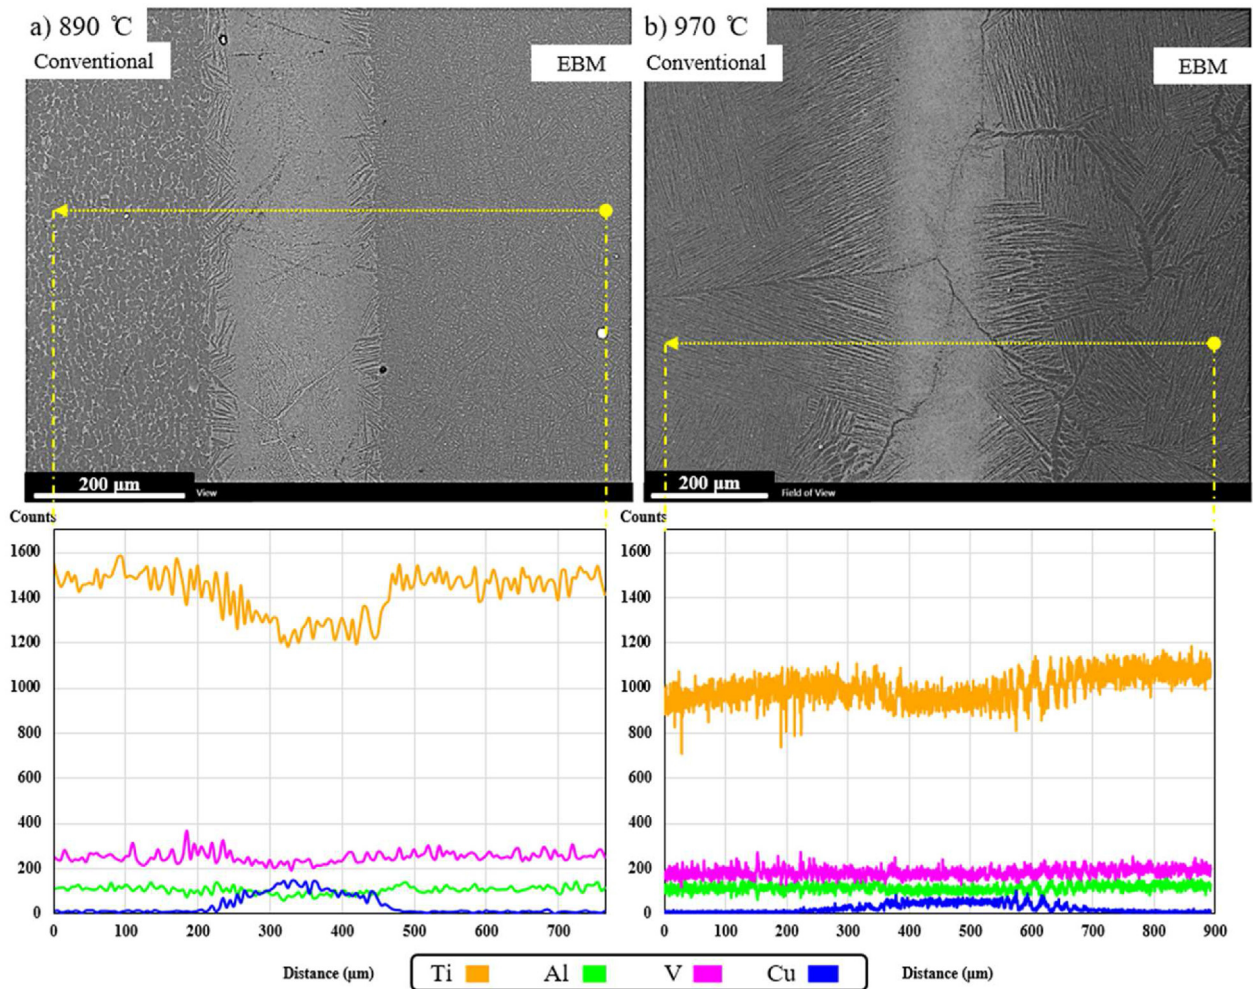 a) 890 ℃
Conventional
EBM
200 μm
View
b) 970 ℃
Conventional
EBM
200 μm
Field of View
Counts
1600
1400
1200
1000
800
600
400
200
0
0 100 200 300 400 500 600 700
Distance (μm)
Counts
1600
1400
1200
1000
800
600
400
200
0
0 100 200 300 400 500 600 700 800 900
Distance (μm)
Ti Al V Cu